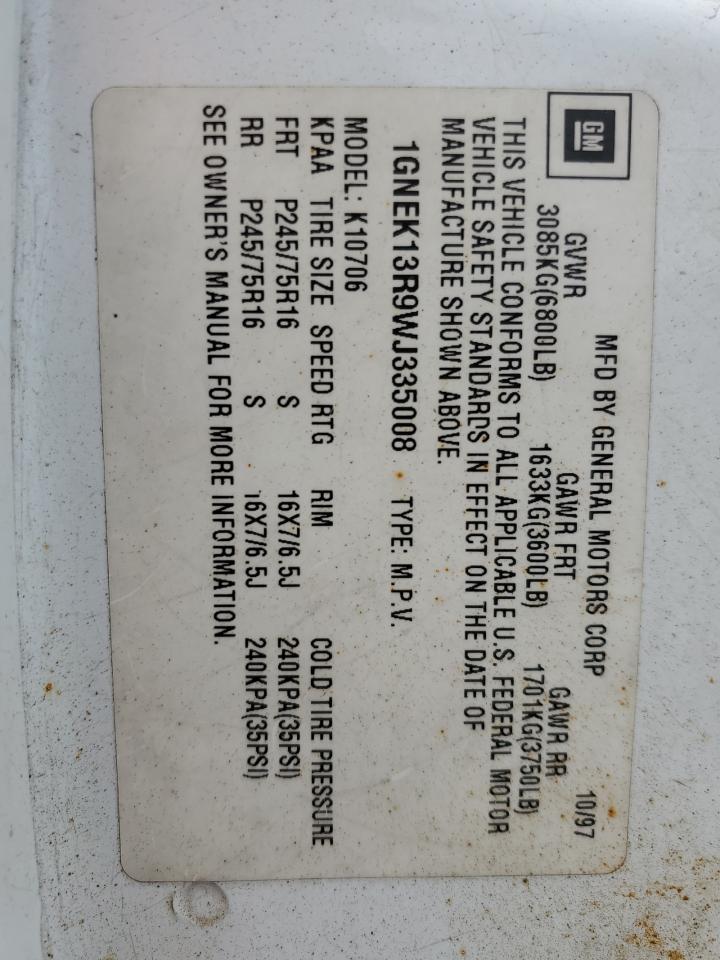 GM
MFD BY GENERAL MOTORS CORP 10/97
GVWR GAWR FRT GAWR RR
3085KG(6800LB) 1633KG(3600LB) 1701KG(3750LB)
THIS VEHICLE CONFORMS TO ALL APPLICABLE U.S. FEDERAL MOTOR
VEHICLE SAFETY STANDARDS IN EFFECT ON THE DATE OF
MANUFACTURE SHOWN ABOVE.
1GNEK13R9WJ335008 TYPE: M.P.V.
MODEL: K10706
KPAA TIRE SIZE SPEED RTG RIM COLD TIRE PRESSURE
FRT P245/75R16 S 16X7/6.5J 240KPA(35PSI)
RR P245/75R16 S 16X7/6.5J 240KPA(35PSI)
SEE OWNER'S MANUAL FOR MORE INFORMATION.